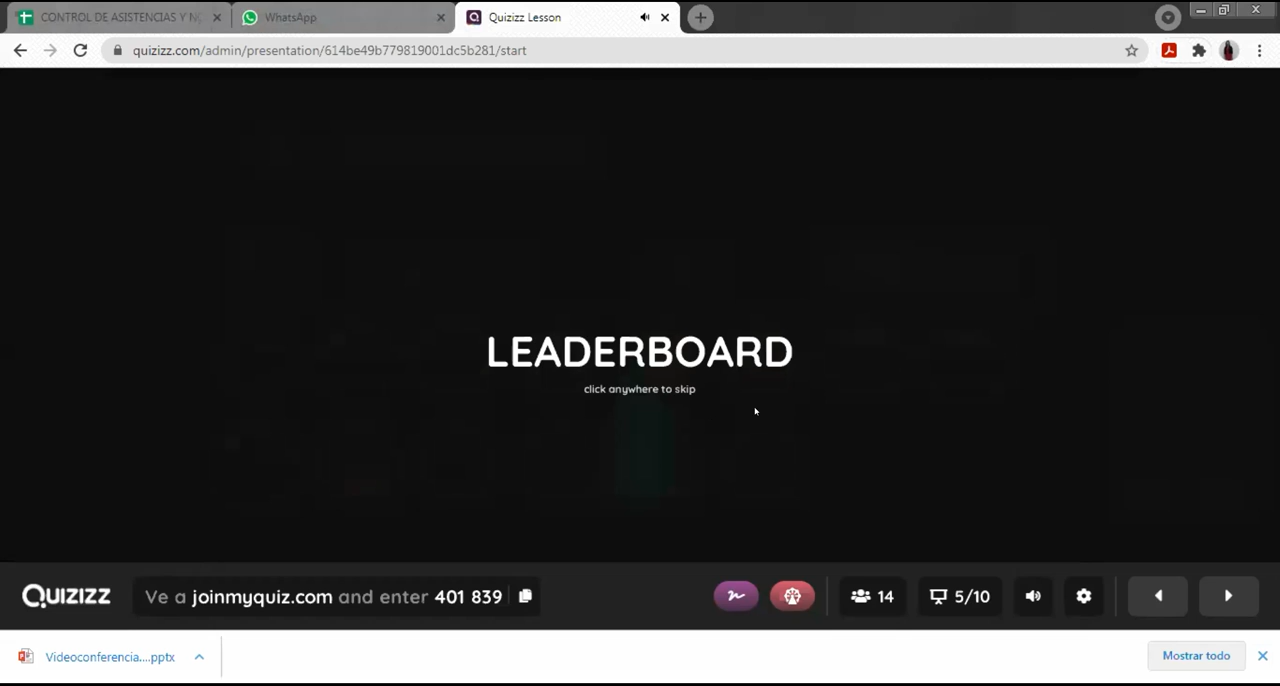 CONTROL DE ASISTENCIAS Y NO
WhatsApp
Quizizz Lesson
quizizz.com/admin/presentation/614be49b779819001dc5b281/start
LEADERBOARD
click anywhere to skip
QUIZIZZ
Ve a joinmyquiz.com and enter 401 839
14
5/10
Videoconferencia....pptx
Mostrar todo